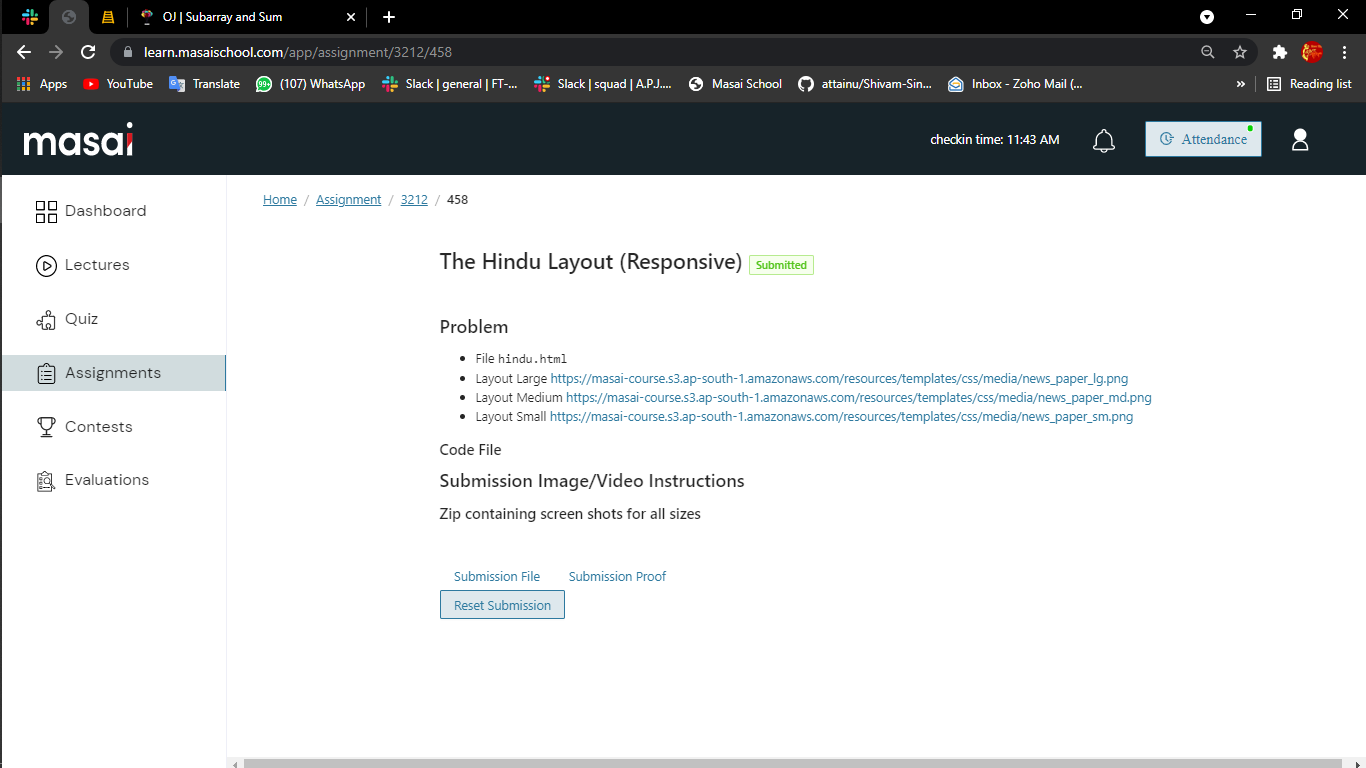 OJ | Subarray and Sum
learn.masaischool.com/app/assignment/3212/458
Apps YouTube Translate 99+ (107) WhatsApp Slack | general | FT-... Slack | squad | A.P.J.... Masai School attainu/Shivam-Sin... Inbox - Zoho Mail (... » Reading list
masai checkin time: 11:43 AM Attendance
Dashboard
Lectures
Quiz
Assignments
Contests
Evaluations
Home / Assignment / 3212 / 458
The Hindu Layout (Responsive) Submitted
Problem
File hindu.html
Layout Large https://masai-course.s3.ap-south-1.amazonaws.com/resources/templates/css/media/news_paper_lg.png
Layout Medium https://masai-course.s3.ap-south-1.amazonaws.com/resources/templates/css/media/news_paper_md.png
Layout Small https://masai-course.s3.ap-south-1.amazonaws.com/resources/templates/css/media/news_paper_sm.png
Code File
Submission Image/Video Instructions
Zip containing screen shots for all sizes
Submission File Submission Proof
Reset Submission